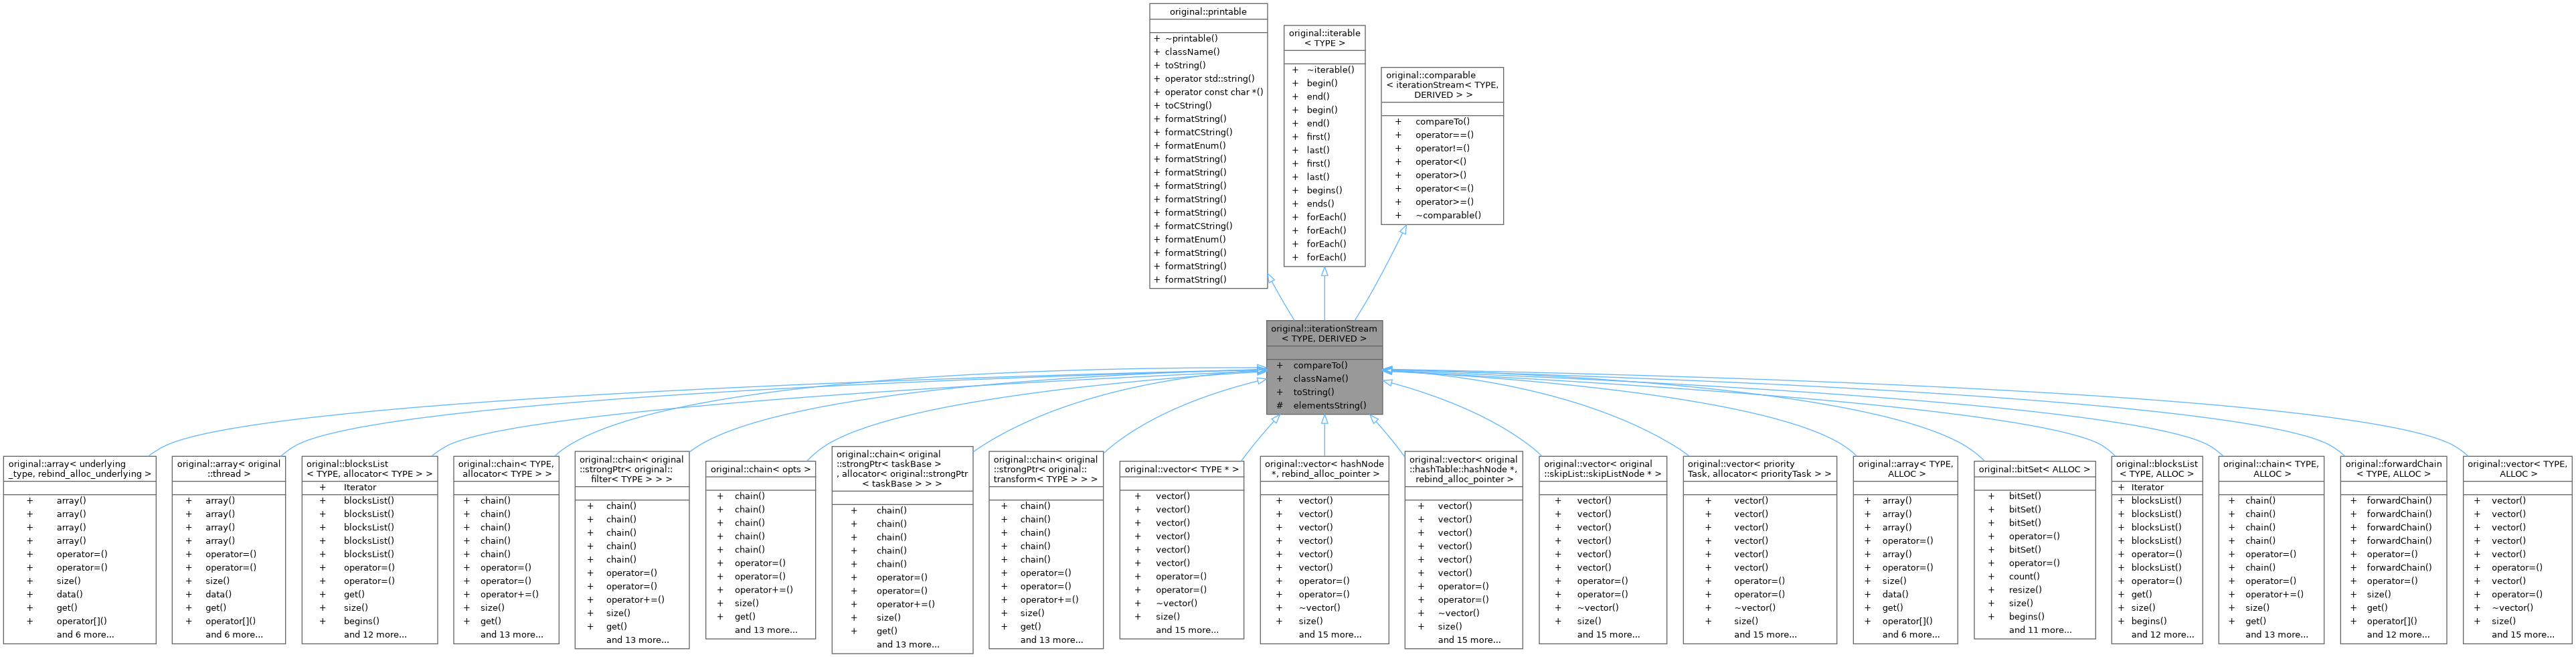 original::printable
+ ~printable()
+ className()
+ toString()
+ operator std::string()
+ operator const char *()
+ toCString()
+ formatString()
+ formatCString()
+ formatEnum()
+ formatString()
+ formatString()
+ formatString()
+ formatString()
+ formatString()
+ formatCString()
+ formatEnum()
+ formatString()
+ formatString()
+ formatString()
original::iterable
< TYPE >
+ ~iterable()
+ begin()
+ end()
+ begin()
+ end()
+ first()
+ last()
+ first()
+ last()
+ begins()
+ ends()
+ forEach()
+ forEach()
+ forEach()
+ forEach()
original::comparable
< iterationStream< TYPE,
DERIVED > >
+ compareTo()
+ operator==()
+ operator!=()
+ operator<()
+ operator>()
+ operator<=()
+ operator>=()
+ ~comparable()
original::iterationStream
< TYPE, DERIVED >
+ compareTo()
+ className()
+ toString()
# elementsString()
original::array< underlying
_type, rebind_alloc_underlying >
+ array()
+ array()
+ array()
+ array()
+ operator=()
+ operator=()
+ size()
+ data()
+ get()
+ operator[]()
and 6 more...
original::array< original
::thread >
+ array()
+ array()
+ array()
+ array()
+ operator=()
+ operator=()
+ size()
+ data()
+ get()
+ operator[]()
and 6 more...
original::blocksList
< TYPE, allocator< TYPE > >
+ Iterator
+ blocksList()
+ blocksList()
+ blocksList()
+ blocksList()
+ blocksList()
+ operator=()
+ operator=()
+ get()
+ size()
+ begins()
and 12 more...
original::chain< TYPE,
allocator< TYPE > >
+ chain()
+ chain()
+ chain()
+ chain()
+ chain()
+ operator=()
+ operator=()
+ operator+=()
+ size()
+ get()
and 13 more...
original::chain< original
::strongPtr< original::
filter< TYPE > > >
+ chain()
+ chain()
+ chain()
+ chain()
+ chain()
+ operator=()
+ operator=()
+ operator+=()
+ size()
+ get()
and 13 more...
original::chain< opts >
+ chain()
+ chain()
+ chain()
+ chain()
+ chain()
+ operator=()
+ operator=()
+ operator+=()
+ size()
+ get()
and 13 more...
original::chain< original
::strongPtr< taskBase >
, allocator< original::strongPtr
< taskBase > > >
+ chain()
+ chain()
+ chain()
+ chain()
+ chain()
+ operator=()
+ operator=()
+ operator+=()
+ size()
+ get()
and 13 more...
original::chain< original
::strongPtr< original::
transform< TYPE > > >
+ chain()
+ chain()
+ chain()
+ chain()
+ chain()
+ operator=()
+ operator=()
+ operator+=()
+ size()
+ get()
and 13 more...
original::vector< TYPE * >
+ vector()
+ vector()
+ vector()
+ vector()
+ vector()
+ vector()
+ operator=()
+ operator=()
+ ~vector()
+ size()
and 15 more...
original::vector< hashNode
*, rebind_alloc_pointer >
+ vector()
+ vector()
+ vector()
+ vector()
+ vector()
+ vector()
+ operator=()
+ operator=()
+ ~vector()
+ size()
and 15 more...
original::vector< original
::hashTable::hashNode *,
rebind_alloc_pointer >
+ vector()
+ vector()
+ vector()
+ vector()
+ vector()
+ vector()
+ operator=()
+ operator=()
+ ~vector()
+ size()
and 15 more...
original::vector< original
::skipList::skipListNode * >
+ vector()
+ vector()
+ vector()
+ vector()
+ vector()
+ vector()
+ operator=()
+ operator=()
+ ~vector()
+ size()
and 15 more...
original::vector< priority
Task, allocator< priorityTask > >
+ vector()
+ vector()
+ vector()
+ vector()
+ vector()
+ vector()
+ operator=()
+ operator=()
+ ~vector()
+ size()
and 15 more...
original::array< TYPE,
ALLOC >
+ array()
+ array()
+ array()
+ operator=()
+ array()
+ operator=()
+ size()
+ data()
+ get()
+ operator[]()
and 6 more...
original::bitSet< ALLOC >
+ bitSet()
+ bitSet()
+ bitSet()
+ operator=()
+ bitSet()
+ operator=()
+ count()
+ resize()
+ size()
+ begins()
and 11 more...
original::blocksList
< TYPE, ALLOC >
+ Iterator
+ blocksList()
+ blocksList()
+ blocksList()
+ blocksList()
+ operator=()
+ blocksList()
+ operator=()
+ get()
+ size()
+ begins()
and 12 more...
original::chain< TYPE,
ALLOC >
+ chain()
+ chain()
+ chain()
+ chain()
+ operator=()
+ chain()
+ operator=()
+ operator+=()
+ size()
+ get()
and 13 more...
original::forwardChain
< TYPE, ALLOC >
+ forwardChain()
+ forwardChain()
+ forwardChain()
+ forwardChain()
+ operator=()
+ forwardChain()
+ operator=()
+ size()
+ get()
+ operator[]()
and 12 more...
original::vector< TYPE,
ALLOC >
+ vector()
+ vector()
+ vector()
+ vector()
+ vector()
+ operator=()
+ vector()
+ operator=()
+ ~vector()
+ size()
and 15 more...